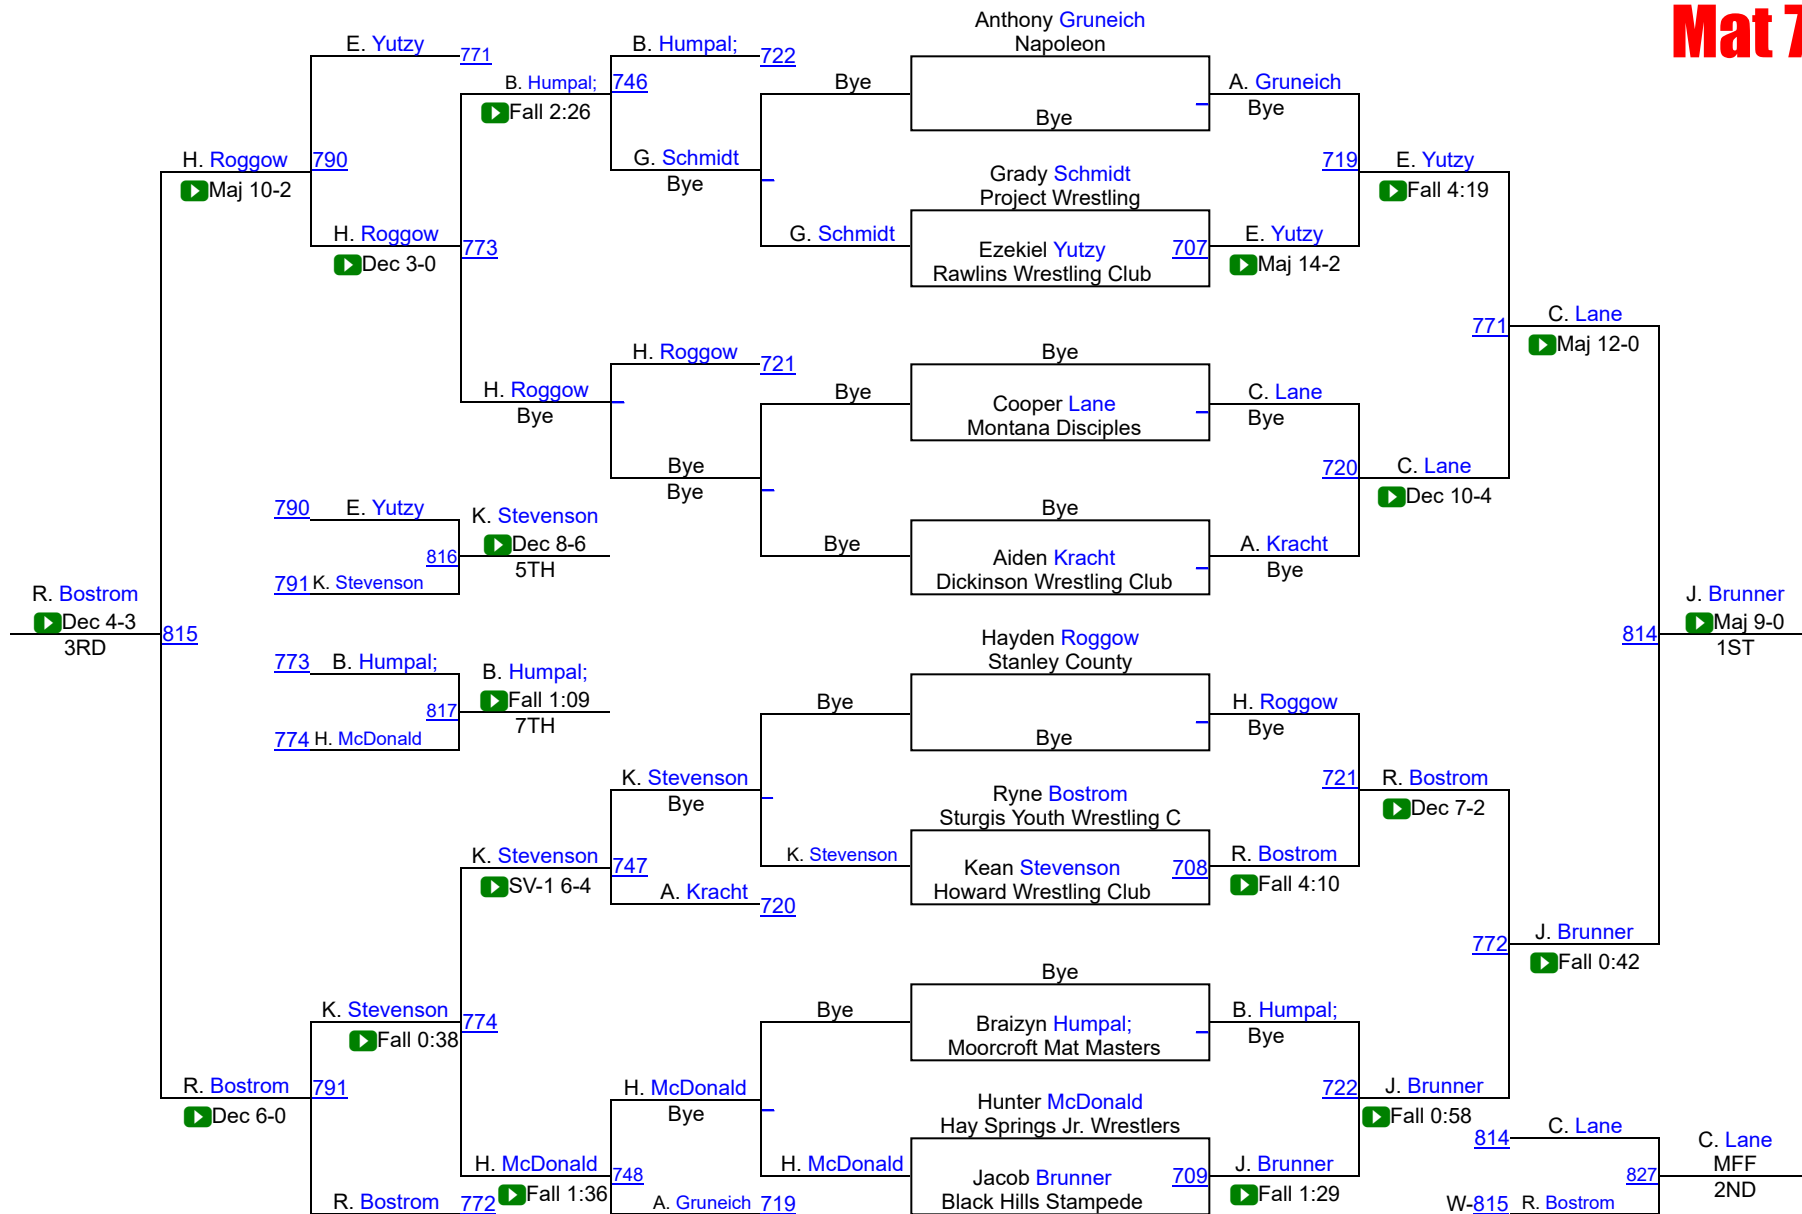 Mat 7
Anthony Gruneich
Napoleon
E. Yutzy
771
B. Humpal;
722
B. Humpal;
746
Fall 2:26
Bye
Bye
A. Gruneich
Bye
H. Roggow
790
Maj 10-2
G. Schmidt
Bye
Grady Schmidt
Project Wrestling
719
E. Yutzy
Fall 4:19
H. Roggow
773
Dec 3-0
G. Schmidt
Ezekiel Yutzy
Rawlins Wrestling Club
707
E. Yutzy
Maj 14-2
771
C. Lane
Maj 12-0
H. Roggow
721
Bye
H. Roggow
Bye
Bye
Cooper Lane
Montana Disciples
C. Lane
Bye
Bye
Bye
720
C. Lane
Dec 10-4
790
E. Yutzy
K. Stevenson
Dec 8-6
816
5TH
791
K. Stevenson
Bye
Bye
Aiden Kracht
Dickinson Wrestling Club
A. Kracht
Bye
R. Bostrom
Dec 4-3
815
3RD
J. Brunner
Maj 9-0
814
1ST
Hayden Roggow
Stanley County
773
B. Humpal;
B. Humpal;
Fall 1:09
817
7TH
774
H. McDonald
Bye
Bye
H. Roggow
Bye
K. Stevenson
Bye
Ryne Bostrom
Sturgis Youth Wrestling C
721
R. Bostrom
Dec 7-2
K. Stevenson
747
SV-1 6-4
A. Kracht
720
K. Stevenson
Kean Stevenson
Howard Wrestling Club
708
R. Bostrom
Fall 4:10
772
J. Brunner
Fall 0:42
Bye
K. Stevenson
774
Fall 0:38
Bye
Braizyn Humpal;
Moorcroft Mat Masters
B. Humpal;
Bye
R. Bostrom
791
Dec 6-0
H. McDonald
Bye
Hunter McDonald
Hay Springs Jr. Wrestlers
722
J. Brunner
Fall 0:58
814
C. Lane
C. Lane
MFF
827
2ND
H. McDonald
748
Fall 1:36
H. McDonald
Jacob Brunner
Black Hills Stampede
709
J. Brunner
Fall 1:29
R. Bostrom
772
A. Gruneich
719
W-815
R. Bostrom